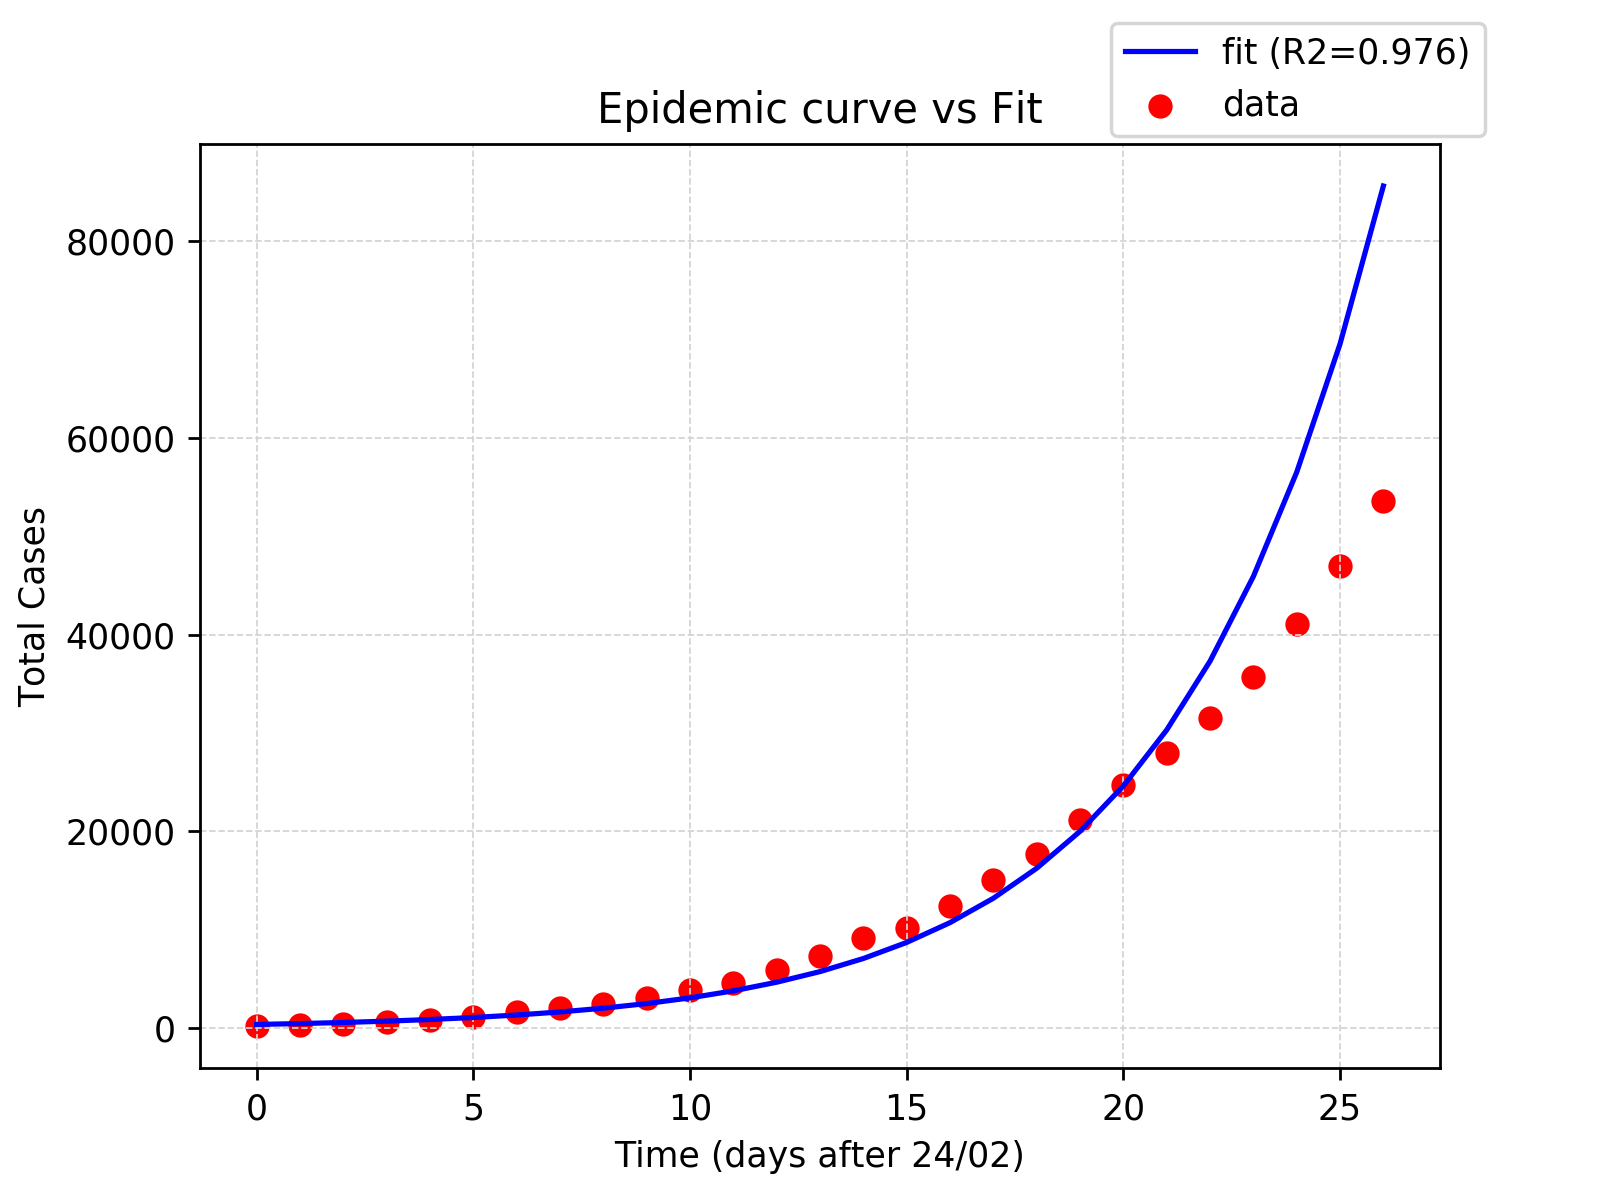 fit (R2=0.976)
data
Epidemic curve vs Fit
Total Cases
80000
60000
40000
20000
0
0 5 10 15 20 25
Time (days after 24/02)